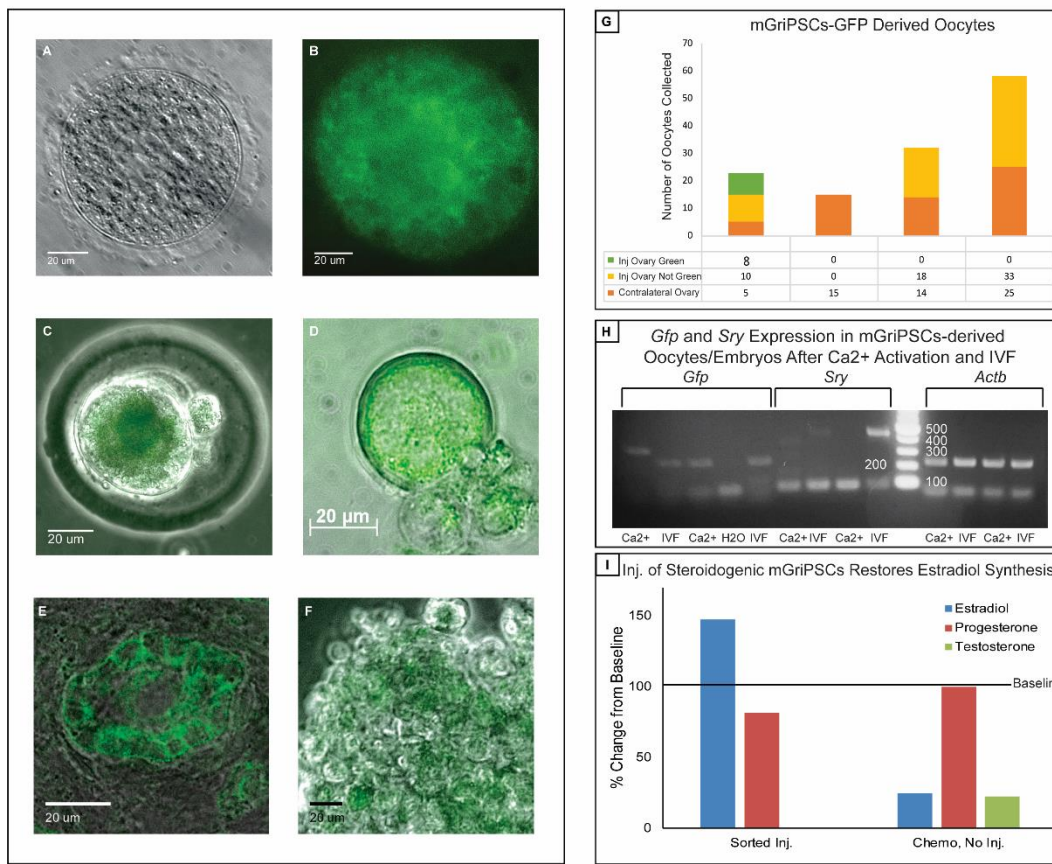 A
20 um
B
20 um
C
20 um
D
20 µm
E
20 um
F
20 um
G
mGriPSCs-GFP Derived Oocytes
Number of Oocytes Collected
70
60
50
40
30
20
10
0
Inj Ovary Green 8 0 0 0
Inj Ovary Not Green 10 0 18 33
Contralateral Ovary 5 15 14 25
H
Gfp and Sry Expression in mGriPSCs-derived
Oocytes/Embryos After Ca2+ Activation and IVF
Gfp Sry Actb
500
400
300
200
100
Ca2+ IVF Ca2+ H2O IVF Ca2+ IVF Ca2+ IVF Ca2+ IVF Ca2+ IVF
I
Inj. of Steroidogenic mGriPSCs Restores Estradiol Synthesis
% Change from Baseline
150
100
50
0
Estradiol
Progesterone
Testosterone
Baseline
Sorted Inj. Chemo, No Inj.